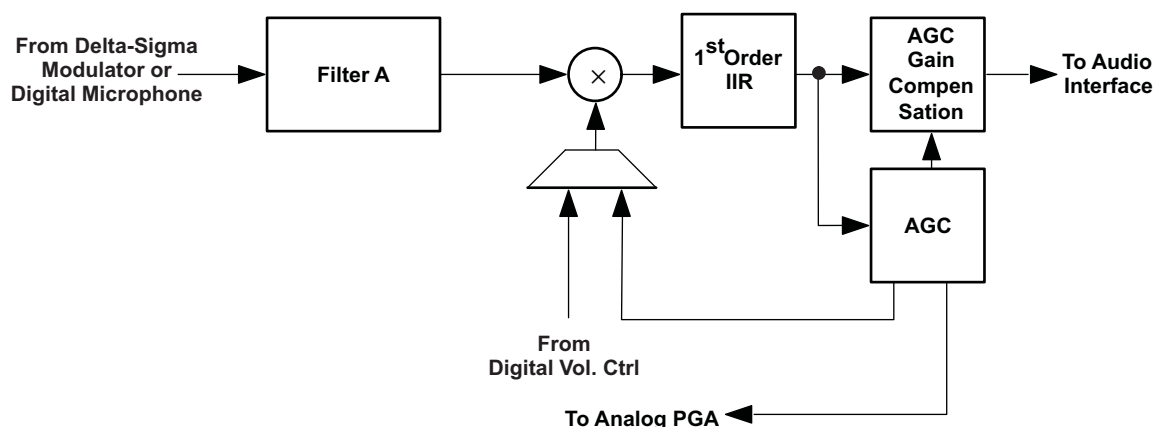 From Delta-Sigma
Modulator or
Digital Microphone
Filter A
×
1st Order
IIR
AGC
Gain
Compen
Sation
To Audio
Interface
AGC
From
Digital Vol. Ctrl
To Analog PGA